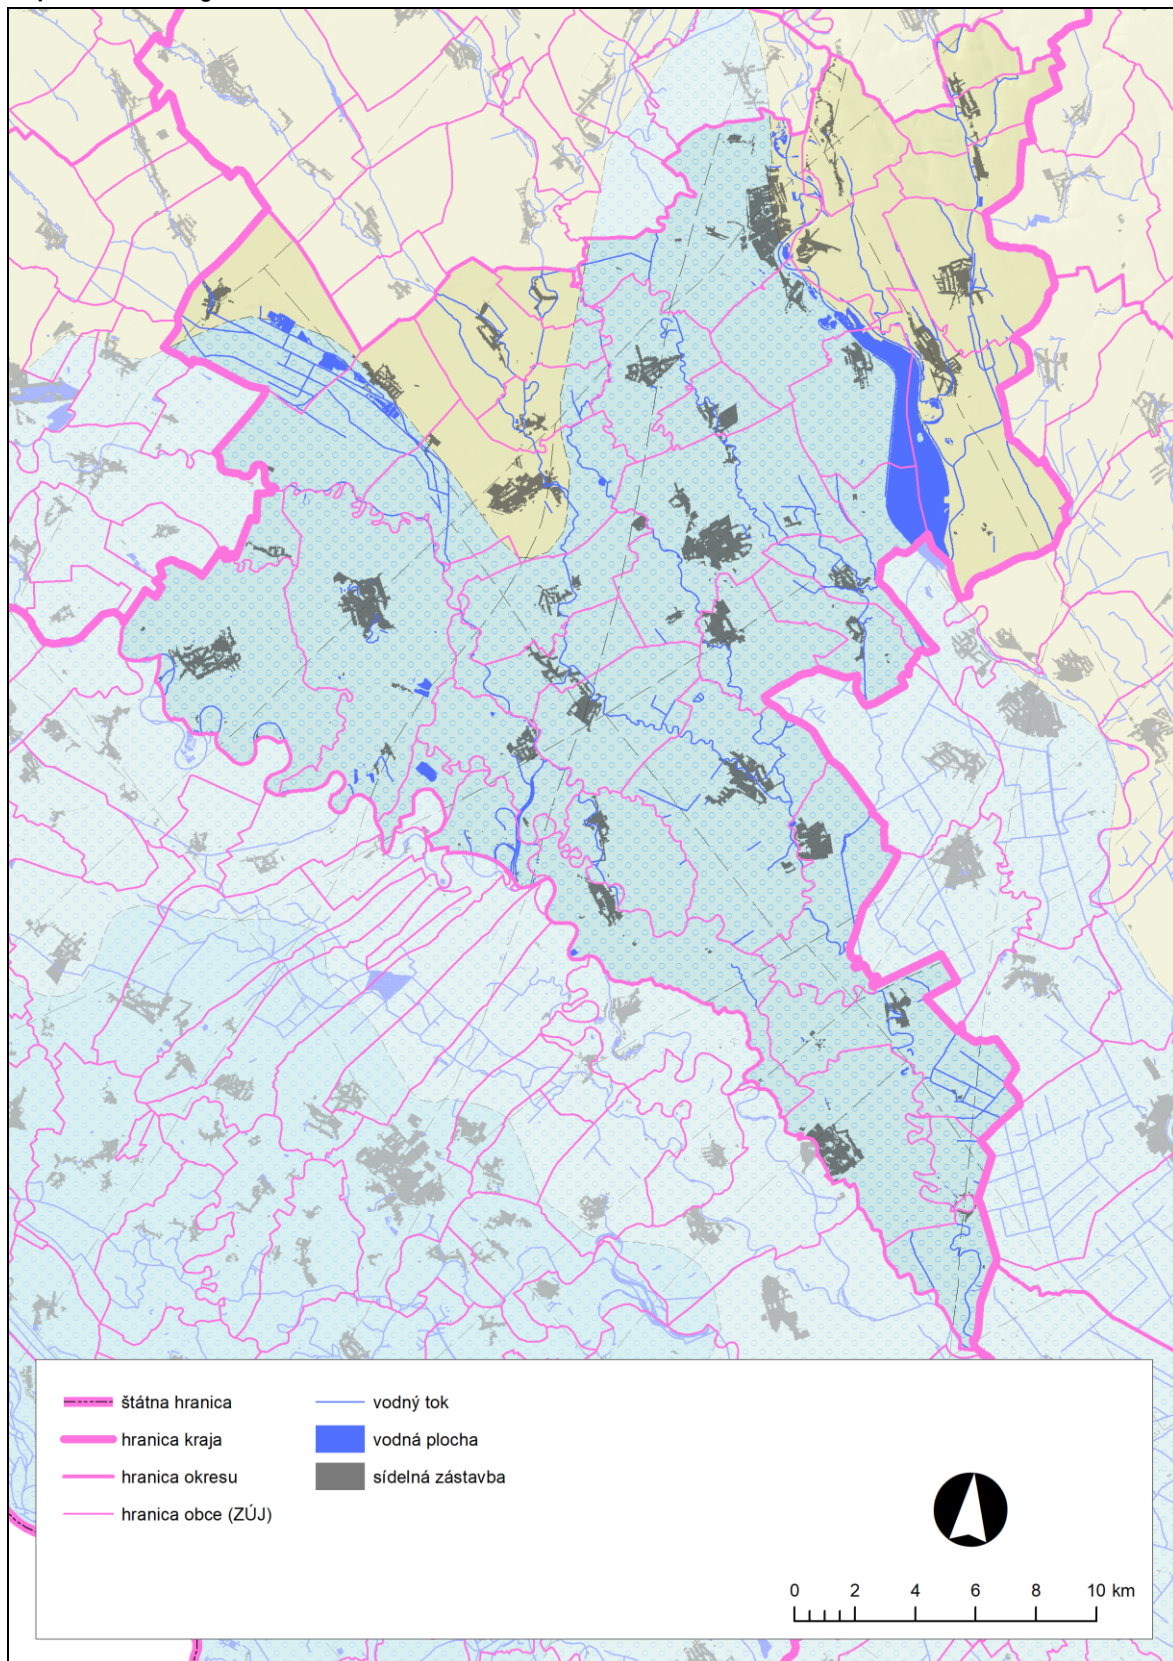 štátna hranica
hranica kraja
hranica okresu
hranica obce (ZÚJ)
vodný tok
vodná plocha
sídelná zástavba
0 2 4 6 8 10 km